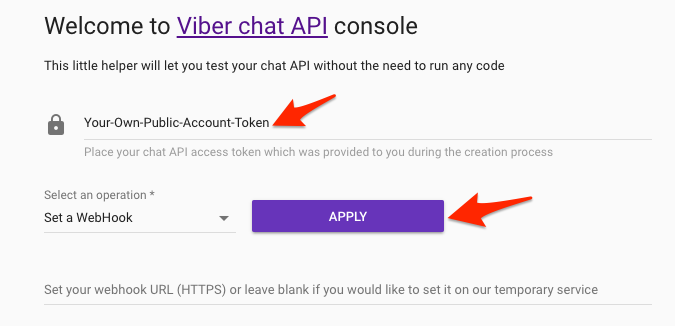 Welcome to Viber chat API console
This little helper will let you test your chat API without the need to run any code
Your-Own-Public-Account-Token
Place your chat API access token which was provided to you during the creation process
Select an operation *
Set a WebHook
APPLY
Set your webhook URL (HTTPS) or leave blank if you would like to set it on our temporary service